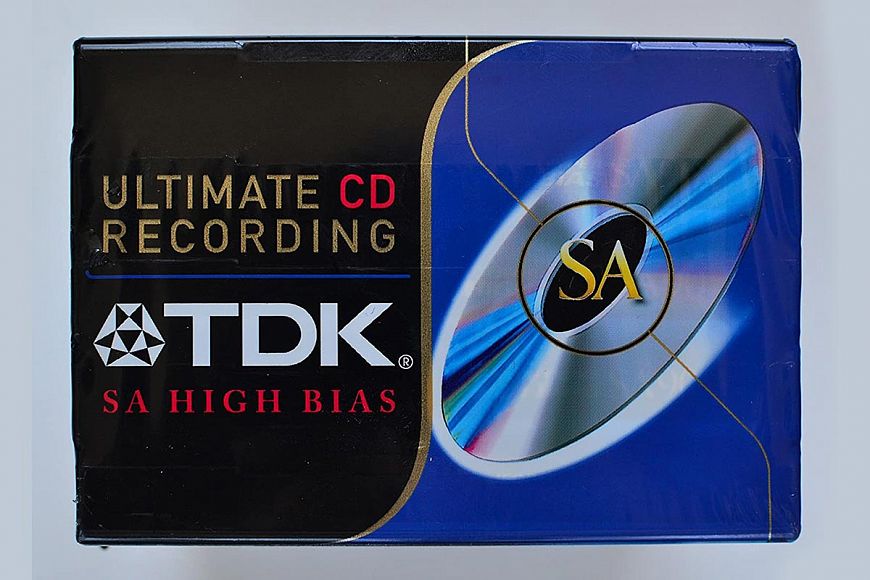 ULTIMATE CD
RECORDING
TDK®
SA HIGH BIAS
SA